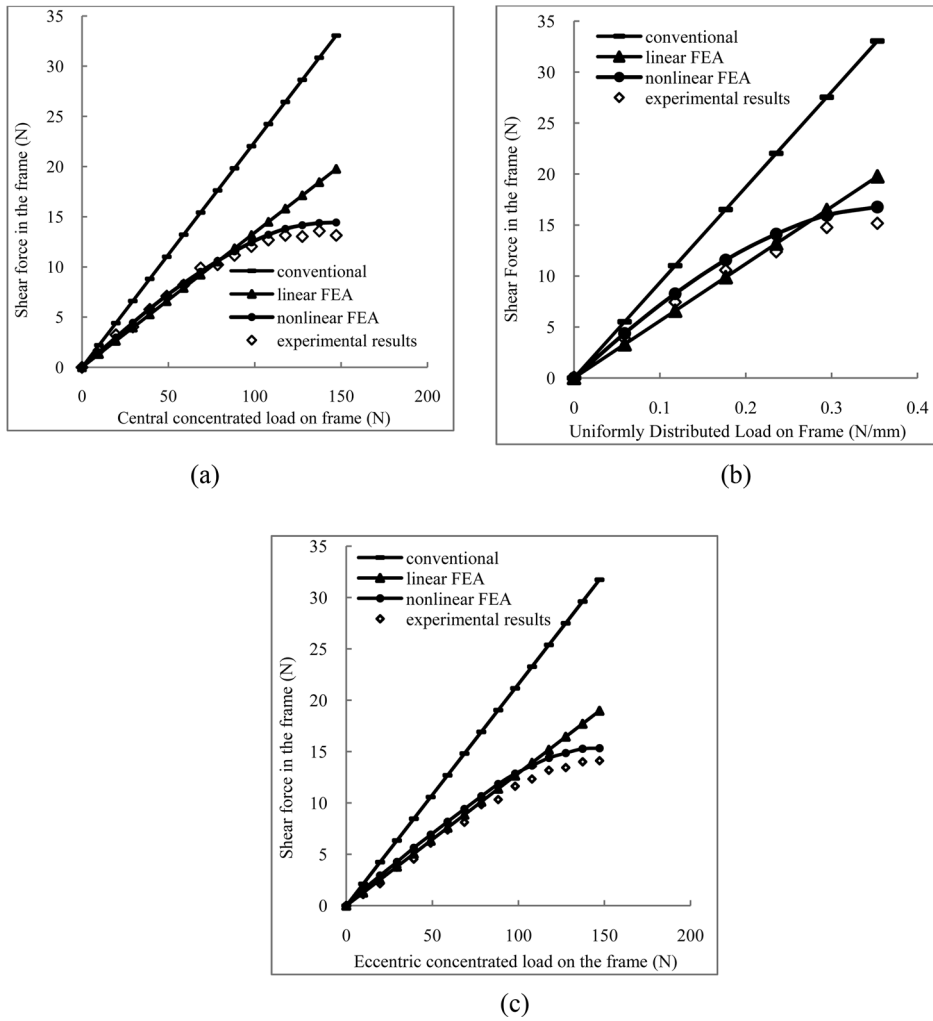 35
30
25
20
15
10
5
0
Shear force in the frame (N)
conventional
linear FEA
nonlinear FEA
experimental results
0 50 100 150 200
Central concentrated load on frame (N)
(a)
35
30
25
20
15
10
5
0
Shear Force in the frame (N)
conventional
linear FEA
nonlinear FEA
experimental results
0 0.1 0.2 0.3 0.4
Uniformly Distributed Load on Frame (N/mm)
(b)
35
30
25
20
15
10
5
0
Shear force in the frame (N)
conventional
linear FEA
nonlinear FEA
experimental results
0 50 100 150 200
Eccentric concentrated load on the frame (N)
(c)